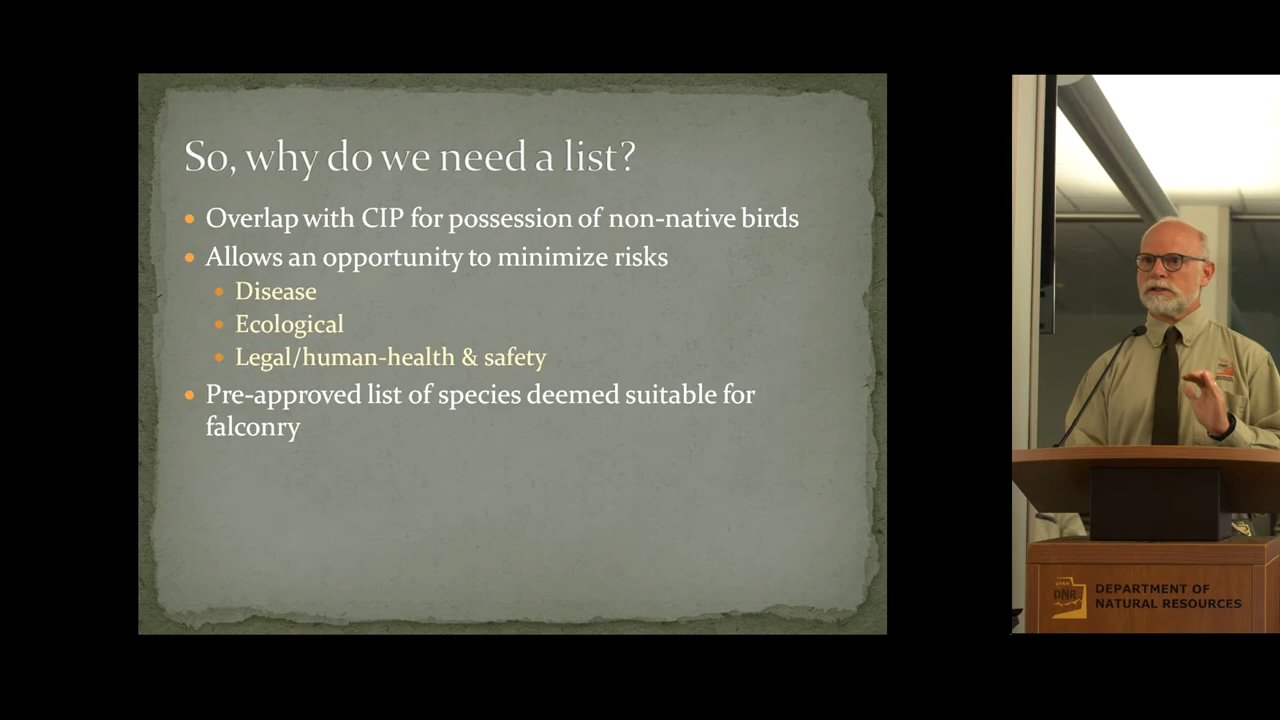 So, why do we need a list?
Overlap with CIP for possession of non-native birds
Allows an opportunity to minimize risks
Disease
Ecological
Legal/human-health & safety
Pre-approved list of species deemed suitable for
falconry
UTAH
DNR
DEPARTMENT OF
NATURAL RESOURCES